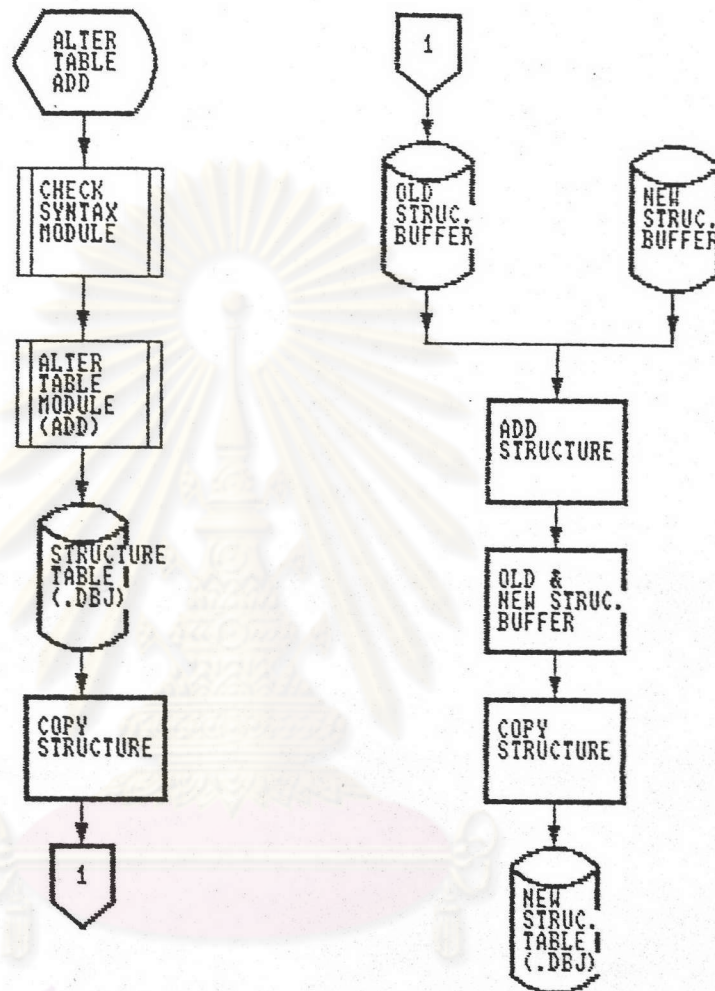 ALTER
TABLE
ADD
CHECK
SYNTAX
MODULE
ALTER
TABLE
MODULE
(ADD)
STRUCTURE
TABLE
(.DBJ)
COPY
STRUCTURE
1
1
OLD
STRUC.
BUFFER
NEW
STRUC.
BUFFER
ADD
STRUCTURE
OLD &
NEW STRUC.
BUFFER
COPY
STRUCTURE
NEW
STRUC.
TABLE
(.DBJ)